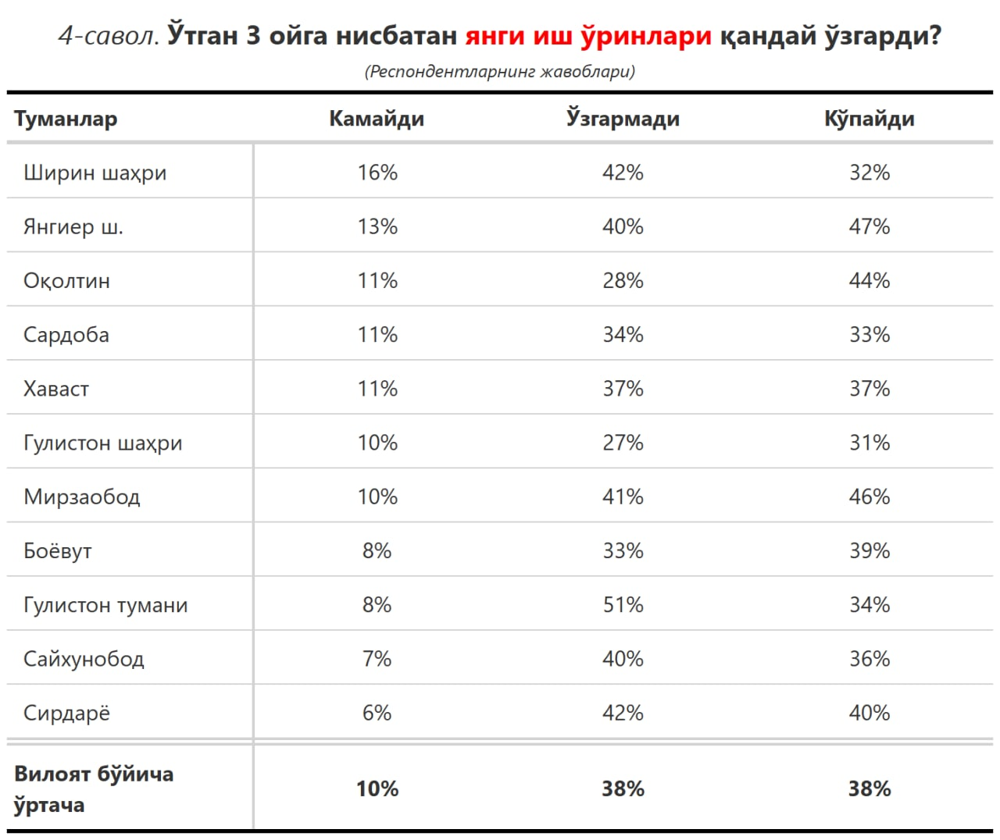 4-савол. Ўтган 3 ойга нисбатан янги иш ўринлари қандай ўзгарди?
(Респондентларнинг жавоблари)
Туманлар Камайди Ўзгармади Кўпайди
Ширин шаҳри 16% 42% 32%
Янгиер ш. 13% 40% 47%
Оқолтин 11% 28% 44%
Сардоба 11% 34% 33%
Хаваст 11% 37% 37%
Гулистон шаҳри 10% 27% 31%
Мирзаобод 10% 41% 46%
Боёвут 8% 33% 39%
Гулистон тумани 8% 51% 34%
Сайхунобод 7% 40% 36%
Сирдарё 6% 42% 40%
Вилоят бўйича
ўртача 10% 38% 38%